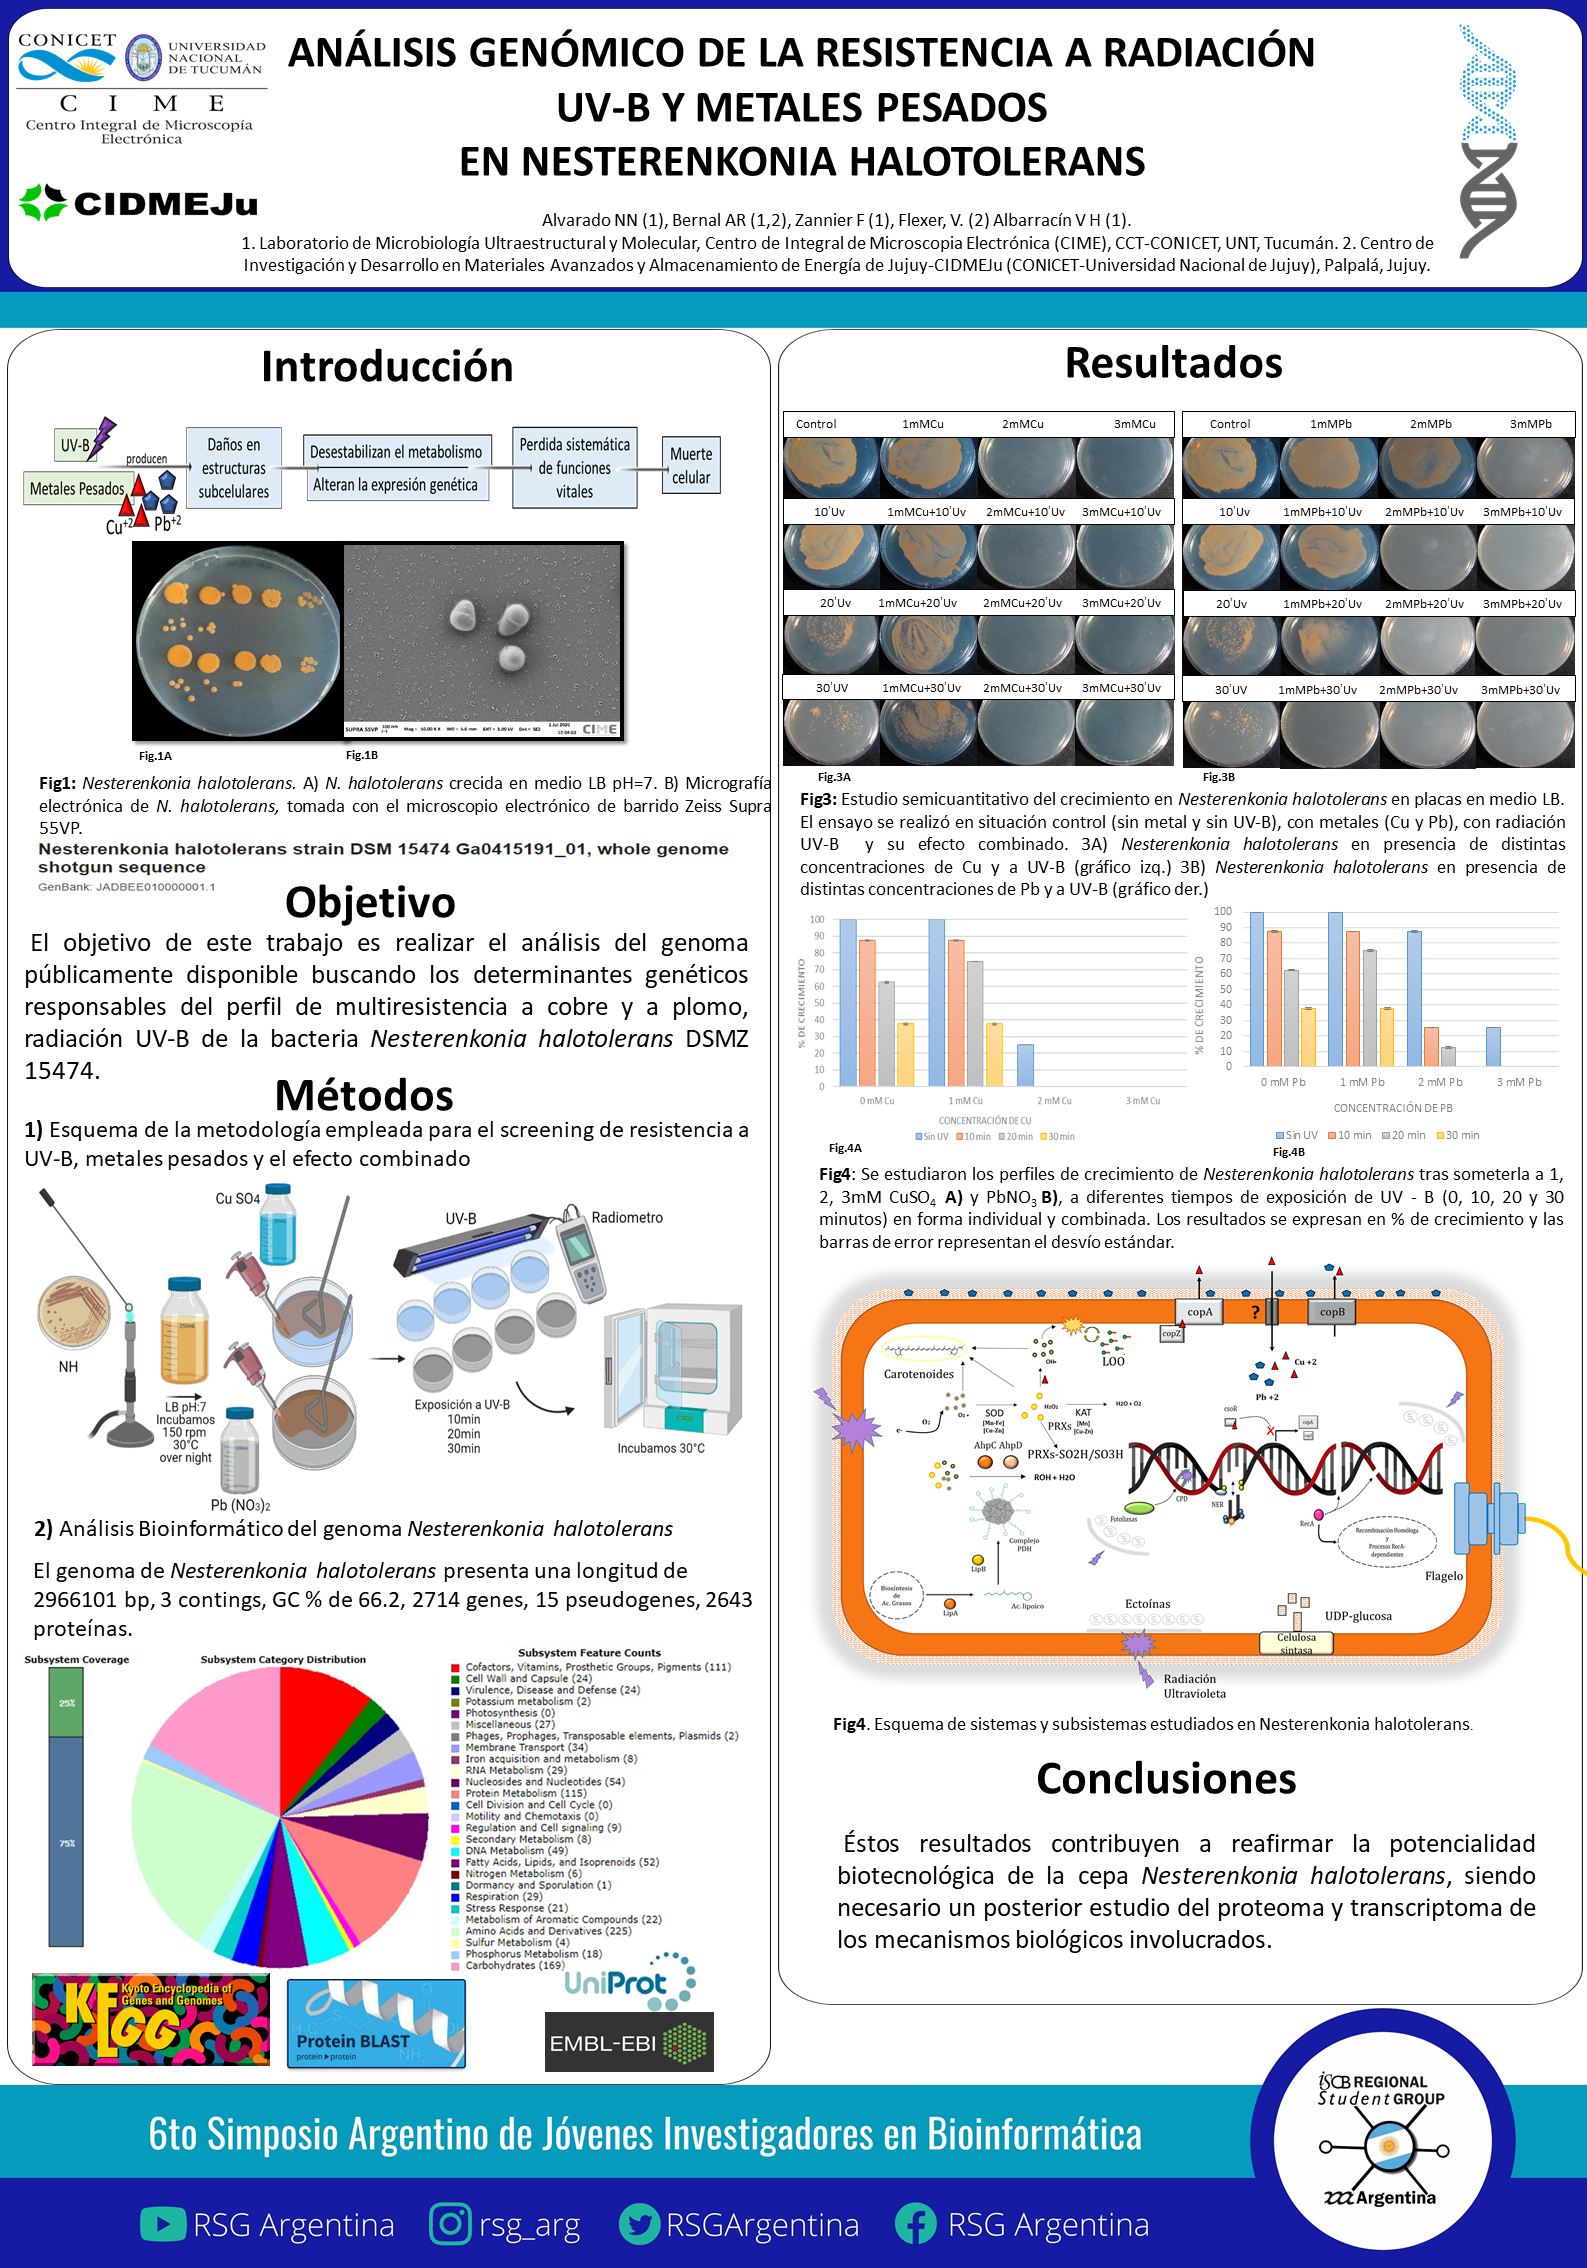 CONICET
UNIVERSIDAD
NACIONAL
DE TUCUMÁN
C I M E
Centro Integral de Microscopía
Electrónica
CIDMEJu
ANÁLISIS GENÓMICO DE LA RESISTENCIA A RADIACIÓN
UV-B Y METALES PESADOS
EN NESTERENKONIA HALOTOLERANS
Alvarado NN (1), Bernal AR (1,2), Zannier F (1), Flexer, V. (2) Albarracín V H (1).
1. Laboratorio de Microbiología Ultraestructural y Molecular, Centro de Integral de Microscopia Electrónica (CIME), CCT-CONICET, UNT, Tucumán. 2. Centro de
Investigación y Desarrollo en Materiales Avanzados y Almacenamiento de Energía de Jujuy-CIDMEJu (CONICET-Universidad Nacional de Jujuy), Palpalá, Jujuy.
Introducción
UV-B
Metales Pesados
producen
Cu+2 Pb+2
Daños en
estructuras
subcelulares
Desestabilizan el metabolismo
Alteran la expresión genética
Perdida sistemática
de funciones
vitales
Muerte
celular
SUPRA 55VP 100 nm Mag = 50.00 K X WD = 5.6 mm EHT = 3.00 kV Det = SE2 1 Jul 2020 CIME
Fig.1A
Fig.1B
Fig1: Nesterenkonia halotolerans. A) N. halotolerans crecida en medio LB pH=7. B) Micrografía
electrónica de N. halotolerans, tomada con el microscopio electrónico de barrido Zeiss Supra
55VP.
Nesterenkonia halotolerans strain DSM 15474 Ga0415191_01, whole genome
shotgun sequence
GenBank: JADBEE010000001.1
Objetivo
El objetivo de este trabajo es realizar el análisis del genoma
públicamente disponible buscando los determinantes genéticos
responsables del perfil de multiresistencia a cobre y a plomo,
radiación UV-B de la bacteria Nesterenkonia halotolerans DSMZ
15474.
Métodos
1) Esquema de la metodología empleada para el screening de resistencia a
UV-B, metales pesados y el efecto combinado
Cu SO4
UV-B
Radiometro
NH
250mL
LB pH:7
Incubamos
150 rpm
30°C
over night
Pb (NO3)2
Exposición a UV-B
10min
20min
30min
Incubamos 30°C
2) Análisis Bioinformático del genoma Nesterenkonia halotolerans
El genoma de Nesterenkonia halotolerans presenta una longitud de
2966101 bp, 3 contings, GC % de 66.2, 2714 genes, 15 pseudogenes, 2643
proteínas.
Subsystem Coverage
25%
75%
Subsystem Category Distribution
Subsystem Feature Counts
Cofactors, Vitamins, Prosthetic Groups, Pigments (111)
Cell Wall and Capsule (24)
Virulence, Disease and Defense (24)
Potassium metabolism (2)
Photosynthesis (0)
Miscellaneous (27)
Phages, Prophages, Transposable elements, Plasmids (2)
Membrane Transport (34)
Iron acquisition and metabolism (8)
RNA Metabolism (29)
Nucleosides and Nucleotides (54)
Protein Metabolism (115)
Cell Division and Cell Cycle (0)
Motility and Chemotaxis (0)
Regulation and Cell signaling (9)
Secondary Metabolism (8)
DNA Metabolism (49)
Fatty Acids, Lipids, and Isoprenoids (52)
Nitrogen Metabolism (6)
Dormancy and Sporulation (1)
Respiration (29)
Stress Response (21)
Metabolism of Aromatic Compounds (22)
Amino Acids and Derivatives (225)
Sulfur Metabolism (4)
Phosphorus Metabolism (18)
Carbohydrates (169)
KEGG
Kyoto Encyclopedia of
Genes and Genomes
Protein BLAST
protein ▸ protein
UniProt
EMBL-EBI
Resultados
Control 1mMCu 2mMCu 3mMCu
10'Uv 1mMCu+10'Uv 2mMCu+10'Uv 3mMCu+10'Uv
20'Uv 1mMCu+20'Uv 2mMCu+20'Uv 3mMCu+20'Uv
30'UV 1mMCu+30'Uv 2mMCu+30'Uv 3mMCu+30'Uv
Fig.3A
Control 1mMPb 2mMPb 3mMPb
10'Uv 1mMPb+10'Uv 2mMPb+10'Uv 3mMPb+10'Uv
20'Uv 1mMPb+20'Uv 2mMPb+20'Uv 3mMPb+20'Uv
30'UV 1mMPb+30'Uv 2mMPb+30'Uv 3mMPb+30'Uv
Fig.3B
Fig3: Estudio semicuantitativo del crecimiento en Nesterenkonia halotolerans en placas en medio LB.
El ensayo se realizó en situación control (sin metal y sin UV-B), con metales (Cu y Pb), con radiación
UV-B y su efecto combinado. 3A) Nesterenkonia halotolerans en presencia de distintas
concentraciones de Cu y a UV-B (gráfico izq.) 3B) Nesterenkonia halotolerans en presencia de
distintas concentraciones de Pb y a UV-B (gráfico der.)
% DE CRECIMIENTO
100
90
80
70
60
50
40
30
20
10
0
0 mM Cu 1 mM Cu 2 mM Cu 3 mM Cu
CONCENTRACIÓN DE CU
Sin UV 10 min 20 min 30 min
Fig.4A
% DE CRECIMIENTO
100
90
80
70
60
50
40
30
20
10
0
0 mM Pb 1 mM Pb 2 mM Pb 3 mM Pb
CONCENTRACIÓN DE PB
Sin UV 10 min 20 min 30 min
Fig.4B
Fig4: Se estudiaron los perfiles de crecimiento de Nesterenkonia halotolerans tras someterla a 1,
2, 3mM CuSO4 A) y PbNO3 B), a diferentes tiempos de exposición de UV - B (0, 10, 20 y 30
minutos) en forma individual y combinada. Los resultados se expresan en % de crecimiento y las
barras de error representan el desvío estándar.
copA
copZ
?
copB
Cu +2
Pb +2
Carotenoides
OH•
LOO
O2
e-
O2 •
SOD
[Mn-Fe]
[Cu-Zn]
H2O2
PRXs
KAT
[Mn]
[Cu-Zn]
H2O + O2
AhpC AhpD
PRXs-SO2H/SO3H
ROH + H2O
csoR
copA
CPD
Fotoliasas
NER
RecA
Recombinación Homóloga
y
Procesos RecA-
dependientes
Complejo
PDH
LipB
Biosíntesis
de
Ac. Grasos
LipA
Ac. lipoico
Ectoínas
Flagelo
UDP-glucosa
Celulosa
sintasa
Radiación
Ultravioleta
Fig4. Esquema de sistemas y subsistemas estudiados en Nesterenkonia halotolerans.
Conclusiones
Éstos resultados contribuyen a reafirmar la potencialidad
biotecnológica de la cepa Nesterenkonia halotolerans, siendo
necesario un posterior estudio del proteoma y transcriptoma de
los mecanismos biológicos involucrados.
6to Simposio Argentino de Jóvenes Investigadores en Bioinformática
RSG Argentina
rsg_arg
RSGArgentina
RSG Argentina
ISCB REGIONAL
Student GROUP
Argentina